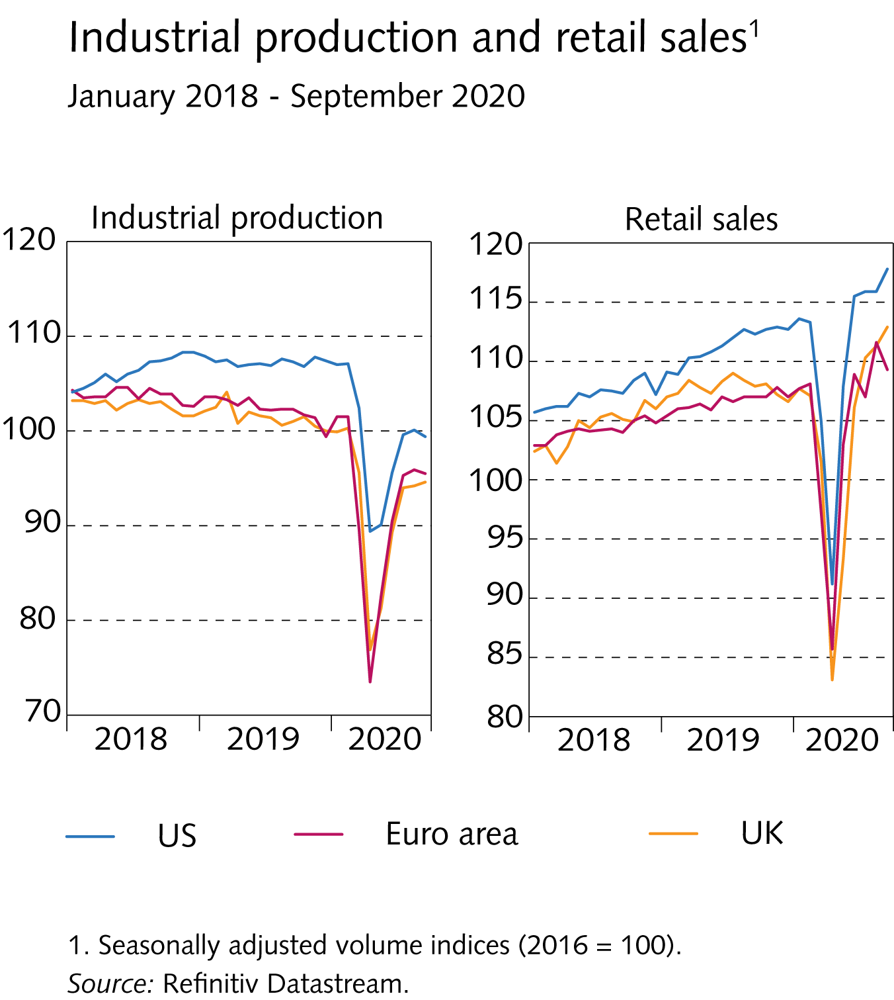 Industrial production and retail sales¹
January 2018 - September 2020
Industrial production
120
110
100
90
80
70
2018 2019 2020
Retail sales
120
115
110
105
100
95
90
85
80
2018 2019 2020
US Euro area UK
1. Seasonally adjusted volume indices (2016 = 100).
Source: Refinitiv Datastream.